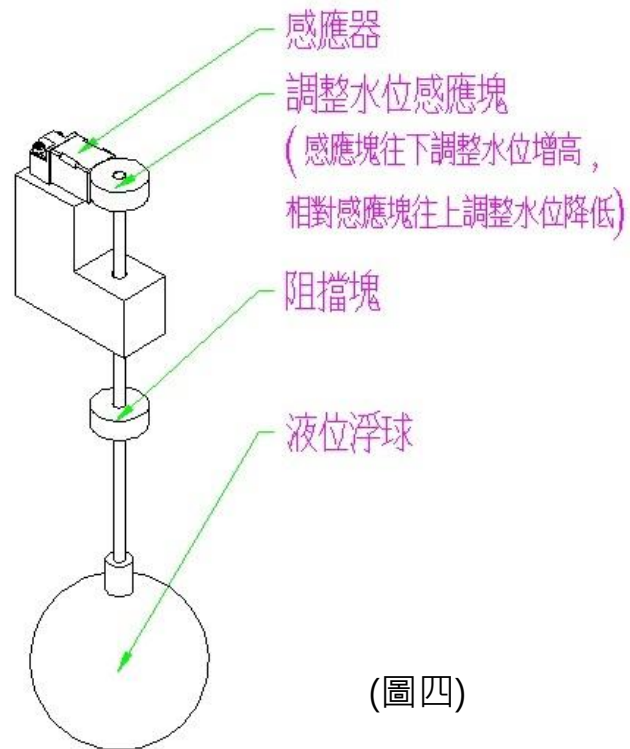 感應器
調整水位感應塊
(感應塊往下調整水位增高,
相對感應塊往上調整水位降低)
阻擋塊
液位浮球
(圖四)